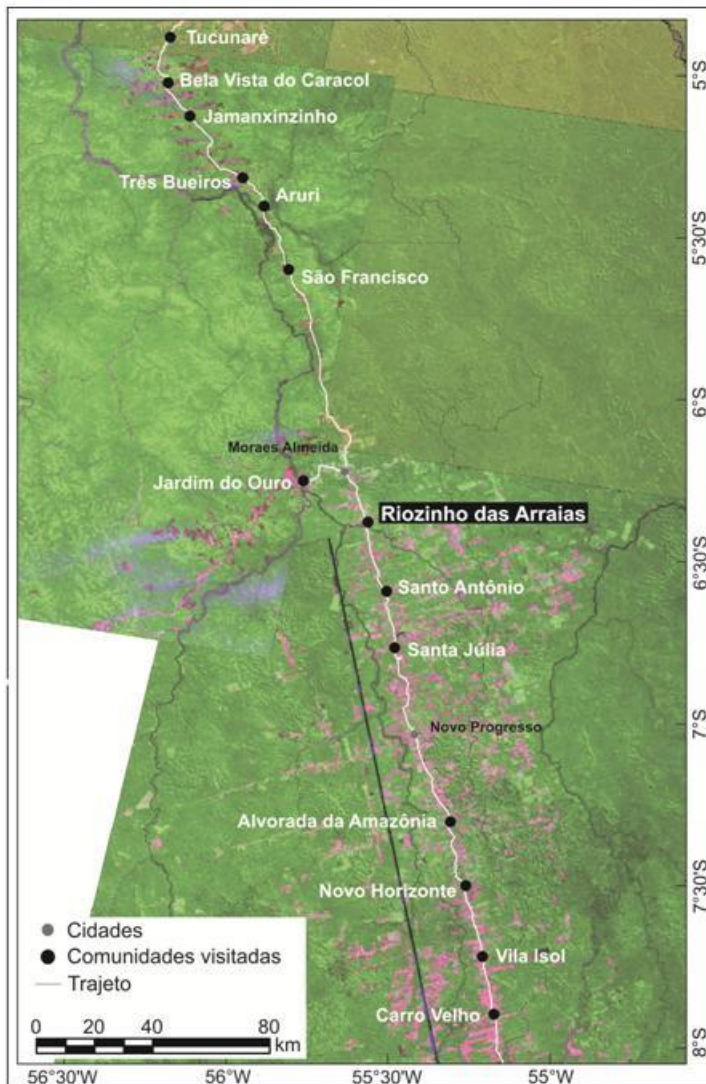 Tucunaré
5°S
Bela Vista do Caracol
Jamanxinzinho
Três Bueiros
Aruri
5°30'S
São Francisco
6°S
Moraes Almeida
Jardim do Ouro
Riozinho das Arraias
6°30'S
Santo Antônio
Santa Júlia
7°S
Novo Progresso
Alvorada da Amazônia
7°30'S
Novo Horizonte
Cidades
Comunidades visitadas
Vila Isol
Trajeto
Carro Velho
0 20 40 80
km
8°S
56°30'W 56°W 55°30'W 55°W